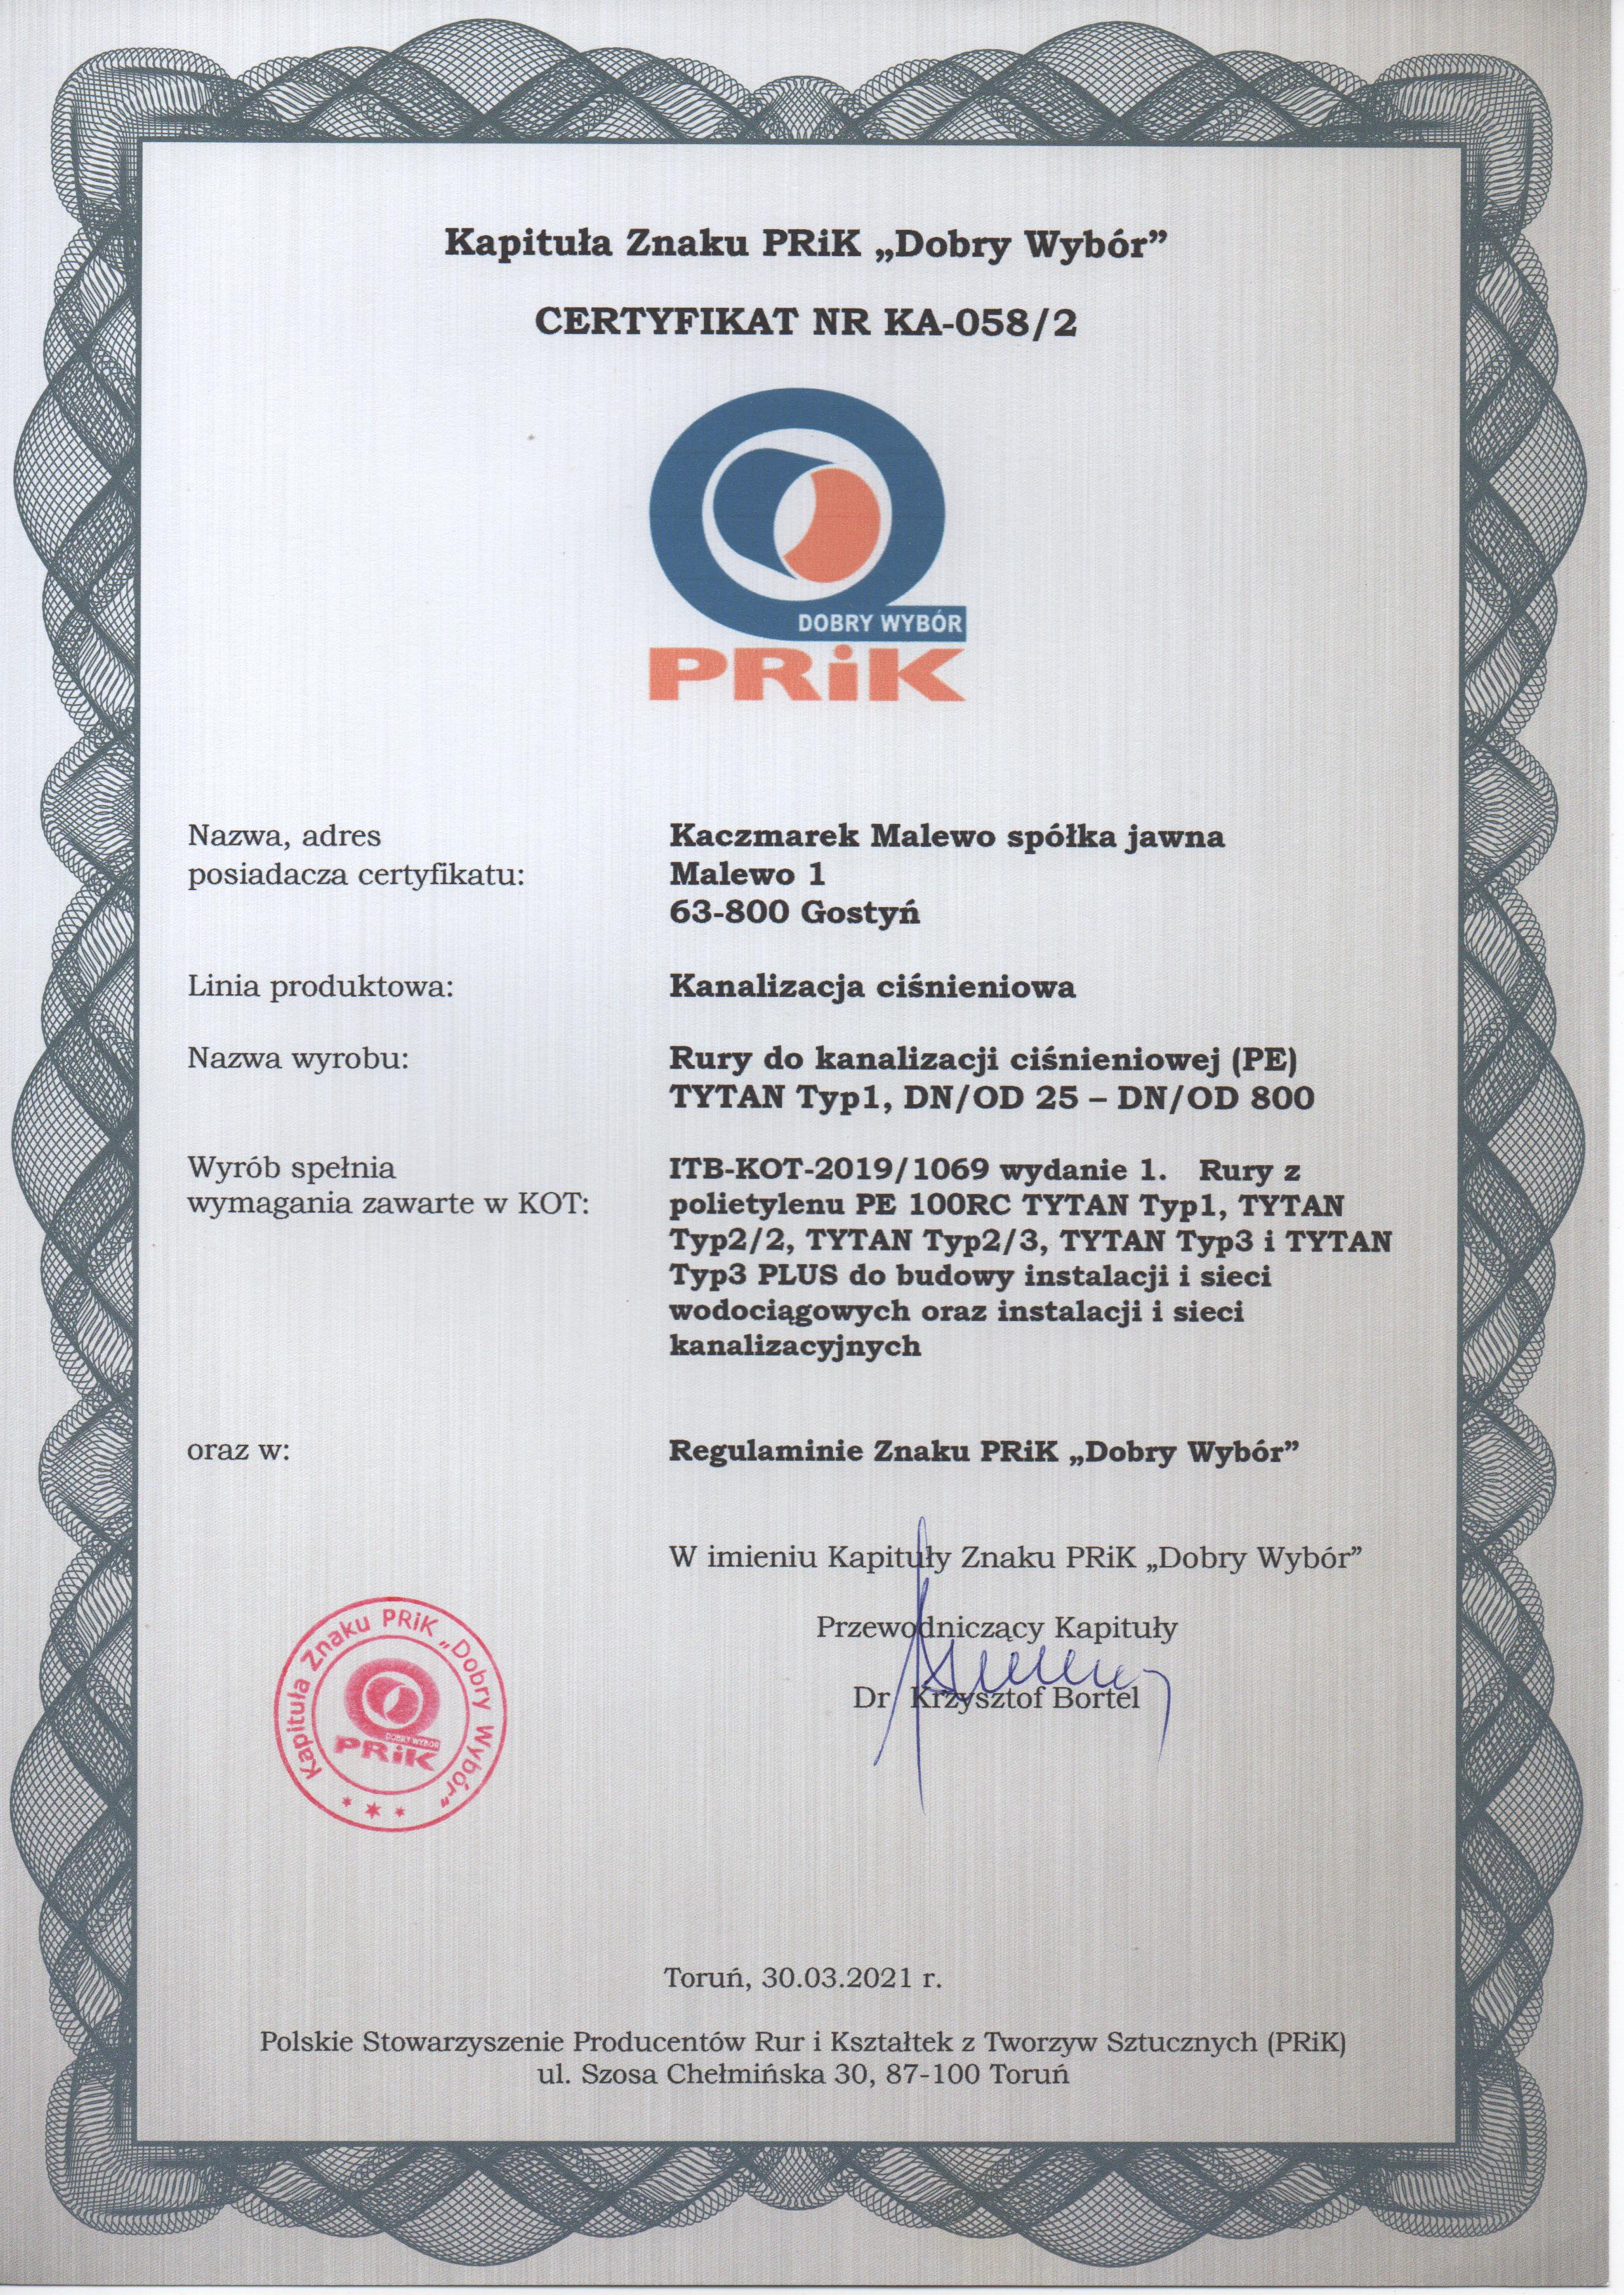 Kapituła Znaku PRiK „Dobry Wybór”
CERTYFIKAT NR KA-058/2
DOBRY WYBÓR
PRiK
Nazwa, adres
posiadacza certyfikatu:
Kaczmarek Malewo spółka jawna
Malewo 1
63-800 Gostyń
Linia produktowa:
Kanalizacja ciśnieniowa
Nazwa wyrobu:
Rury do kanalizacji ciśnieniowej (PE)
TYTAN Typ1, DN/OD 25 – DN/OD 800
Wyrób spełnia
wymagania zawarte w KOT:
ITB-KOT-2019/1069 wydanie 1. Rury z
polietylenu PE 100RC TYTAN Typ1, TYTAN
Typ2/2, TYTAN Typ2/3, TYTAN Typ3 i TYTAN
Typ3 PLUS do budowy instalacji i sieci
wodociągowych oraz instalacji i sieci
kanalizacyjnych
oraz w:
Regulaminie Znaku PRiK „Dobry Wybór”
W imieniu Kapituły Znaku PRiK „Dobry Wybór”
Przewodniczący Kapituły
Dr Krzysztof Bortel
Kapituła Znaku PRiK „Dobry Wybór”
DOBRY WYBÓR
PRiK
Toruń, 30.03.2021 r.
Polskie Stowarzyszenie Producentów Rur i Kształtek z Tworzyw Sztucznych (PRiK)
ul. Szosa Chełmińska 30, 87-100 Toruń